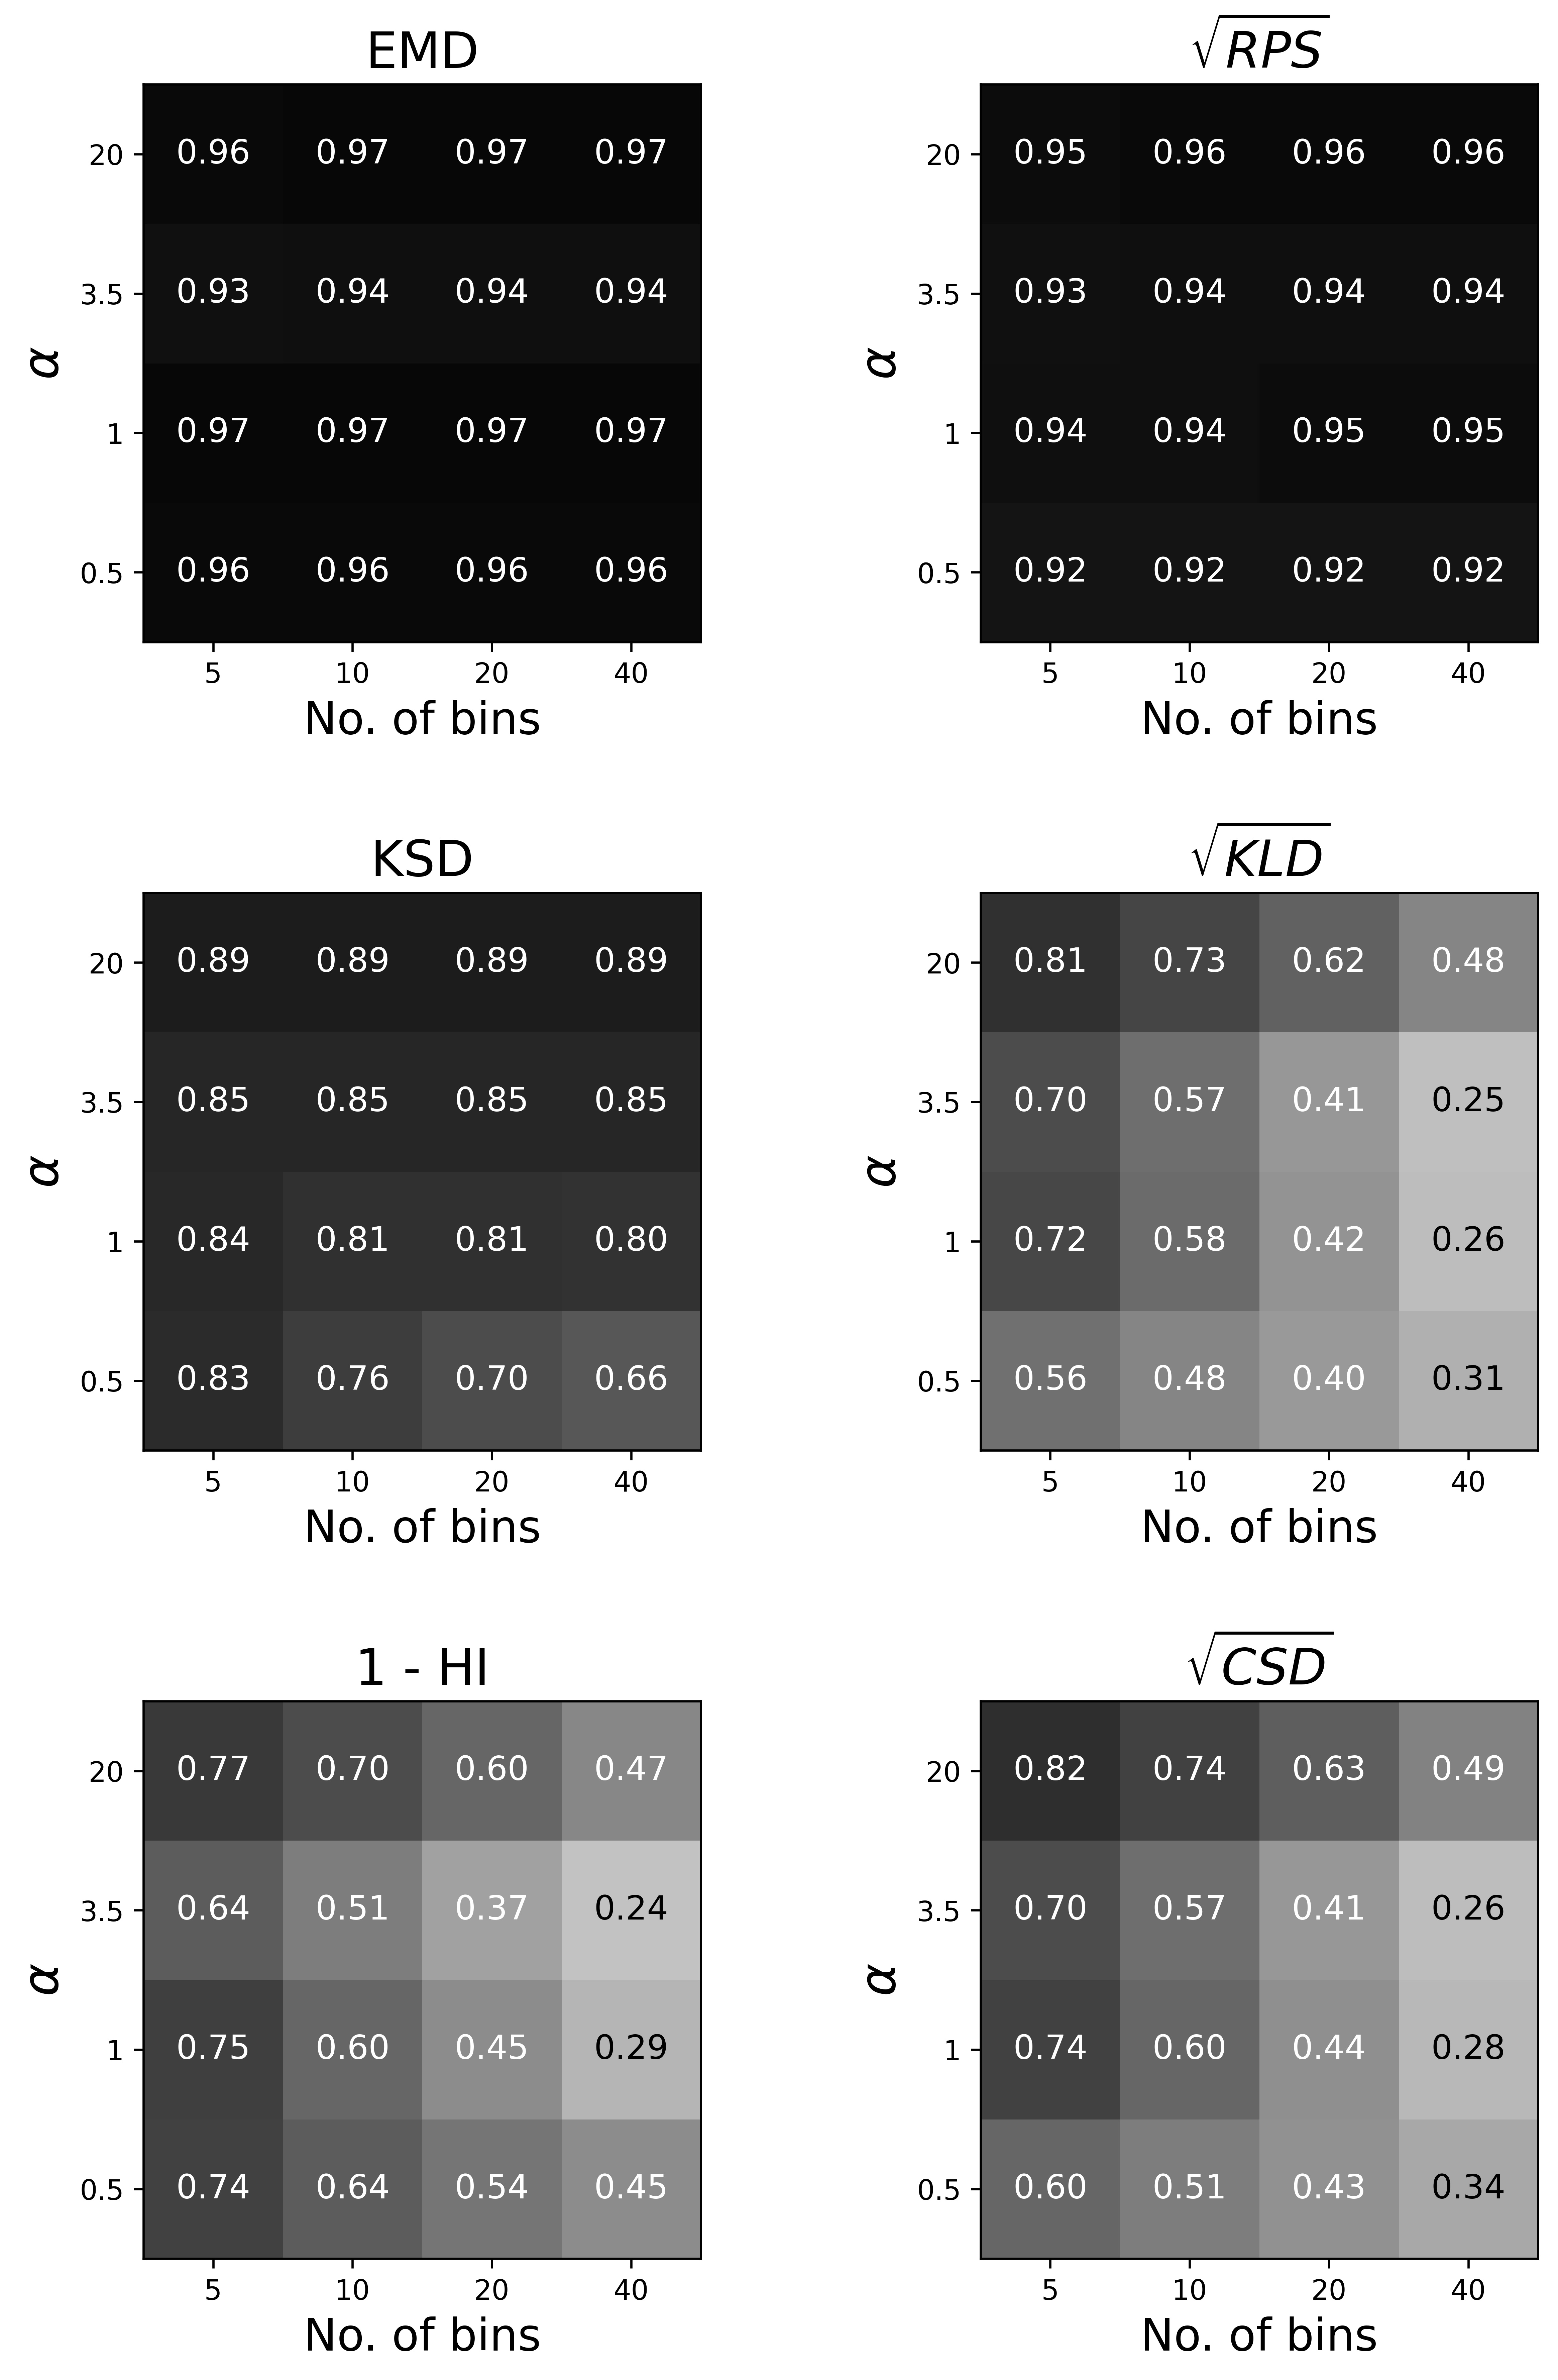 EMD
20 0.96 0.97 0.97 0.97
3.5 0.93 0.94 0.94 0.94
α
1 0.97 0.97 0.97 0.97
0.5 0.96 0.96 0.96 0.96
5 10 20 40
No. of bins
√RPS
20 0.95 0.96 0.96 0.96
3.5 0.93 0.94 0.94 0.94
α
1 0.94 0.94 0.95 0.95
0.5 0.92 0.92 0.92 0.92
5 10 20 40
No. of bins
KSD
20 0.89 0.89 0.89 0.89
3.5 0.85 0.85 0.85 0.85
α
1 0.84 0.81 0.81 0.80
0.5 0.83 0.76 0.70 0.66
5 10 20 40
No. of bins
√KLD
20 0.81 0.73 0.62 0.48
3.5 0.70 0.57 0.41 0.25
α
1 0.72 0.58 0.42 0.26
0.5 0.56 0.48 0.40 0.31
5 10 20 40
No. of bins
1 - HI
20 0.77 0.70 0.60 0.47
3.5 0.64 0.51 0.37 0.24
α
1 0.75 0.60 0.45 0.29
0.5 0.74 0.64 0.54 0.45
5 10 20 40
No. of bins
√CSD
20 0.82 0.74 0.63 0.49
3.5 0.70 0.57 0.41 0.26
α
1 0.74 0.60 0.44 0.28
0.5 0.60 0.51 0.43 0.34
5 10 20 40
No. of bins